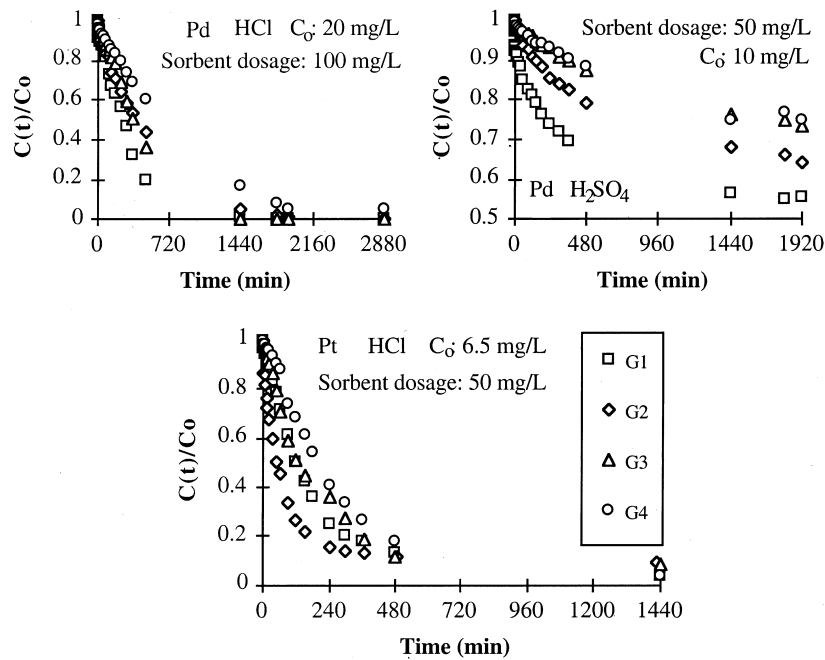 Pd HCl Co: 20 mg/L
Sorbent dosage: 100 mg/L
C(t)/Co
1
0.8
0.6
0.4
0.2
0
0 720 1440 2160 2880
Time (min)
Sorbent dosage: 50 mg/L
Co: 10 mg/L
C(t)/Co
1
0.9
0.8
0.7
0.6
0.5
Pd H2SO4
0 480 960 1440 1920
Time (min)
Pt HCl Co: 6.5 mg/L
Sorbent dosage: 50 mg/L
C(t)/Co
1
0.8
0.6
0.4
0.2
0
0 240 480 720 960 1200 1440
Time (min)
G1
G2
G3
G4